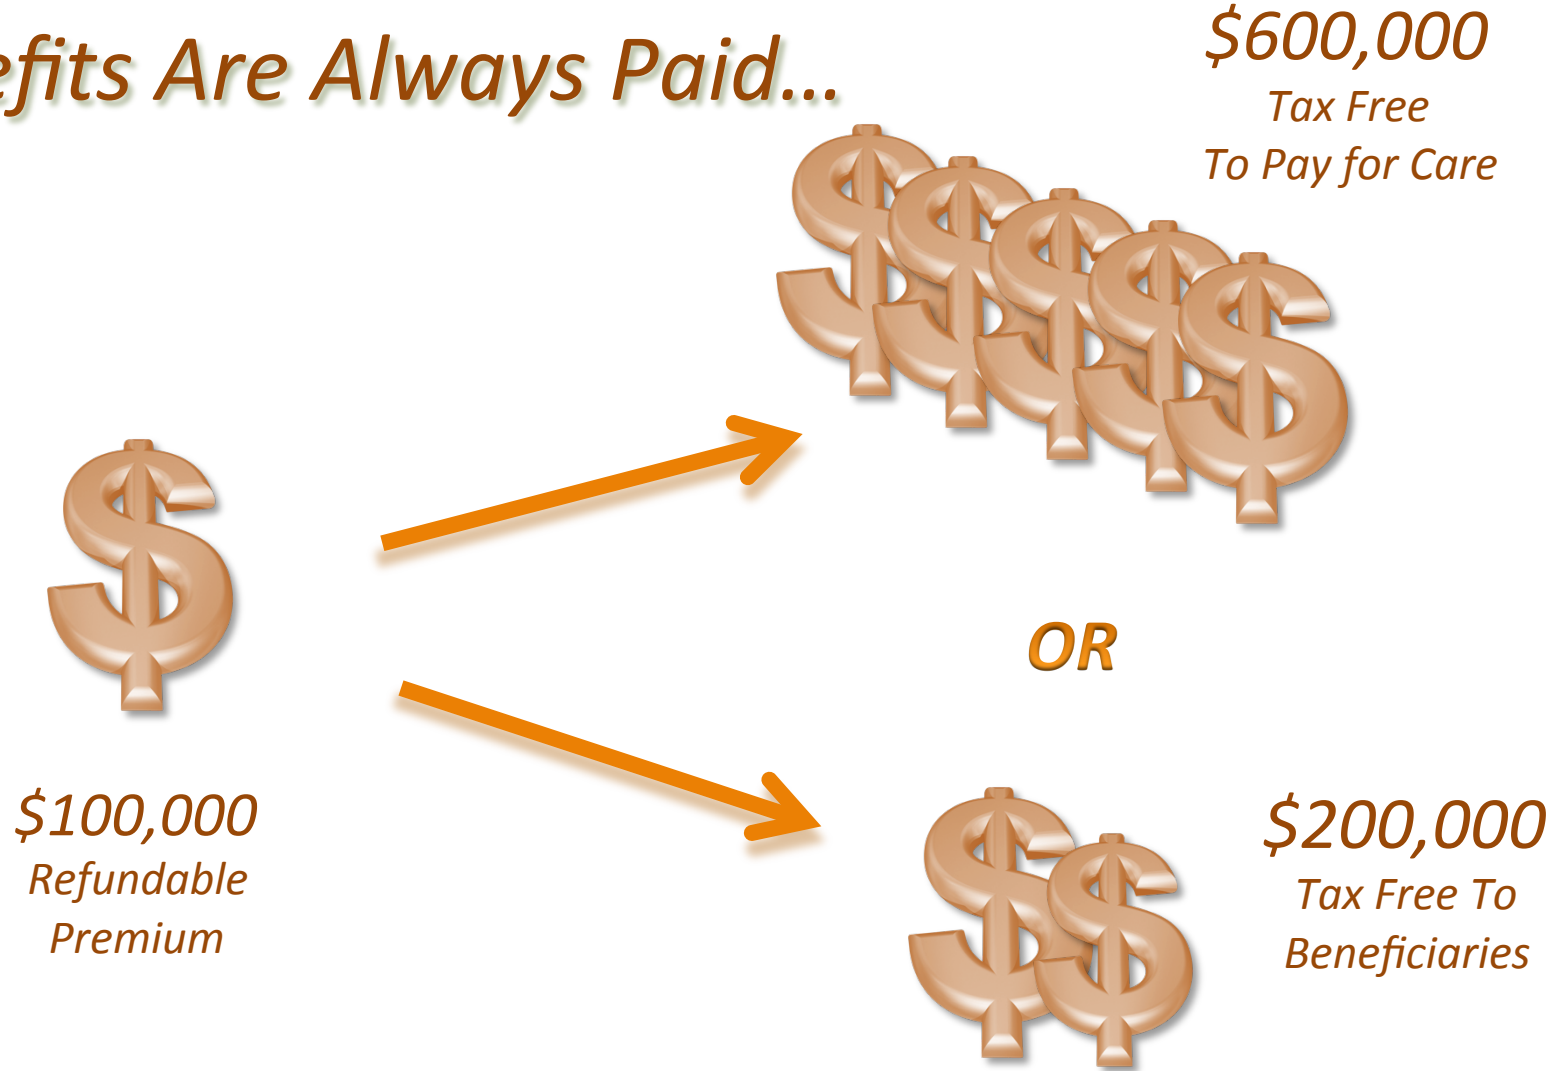 efits Are Always Paid...
$600,000
Tax Free
To Pay for Care
OR
$100,000
Refundable
Premium
$200,000
Tax Free To
Beneficiaries